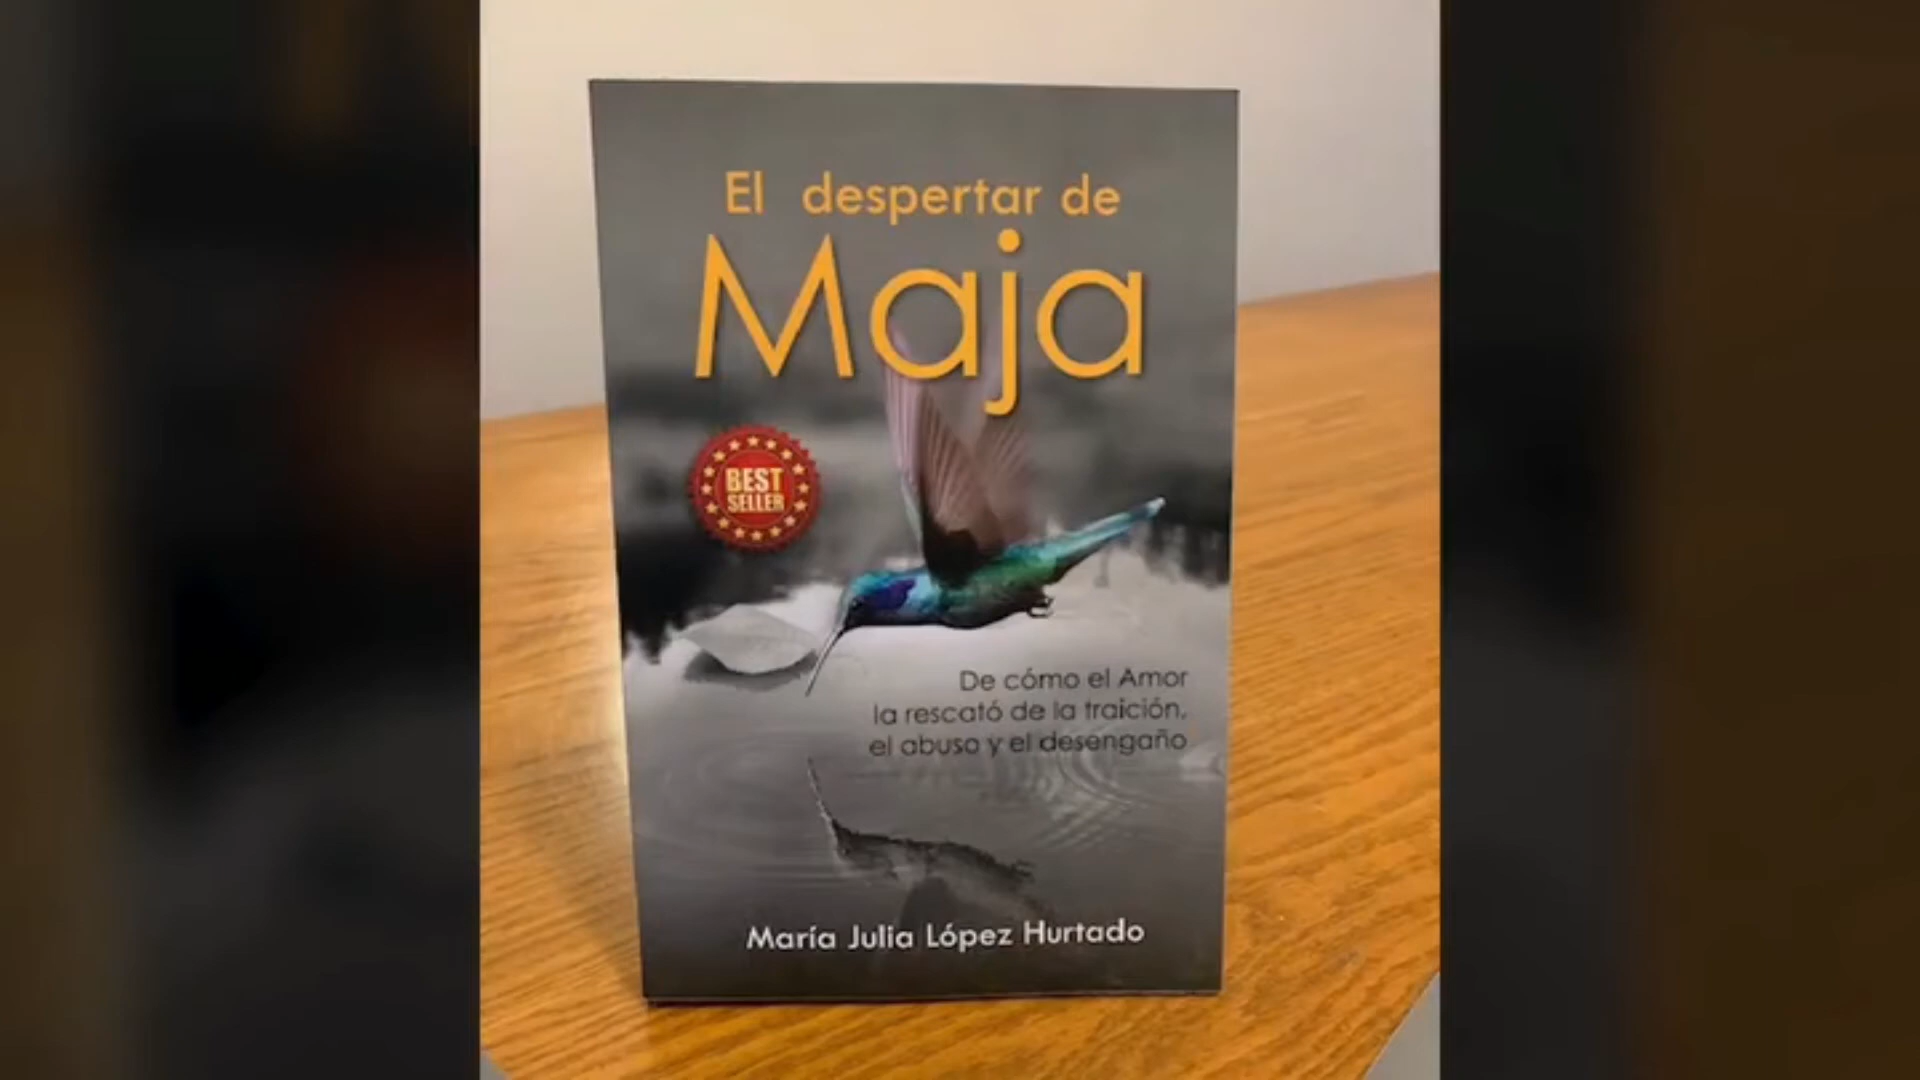 El despertar de
Maja
BEST
SELLER
De cómo el Amor
la rescató de la traición,
el abuso y el desengaño
María Julia López Hurtado